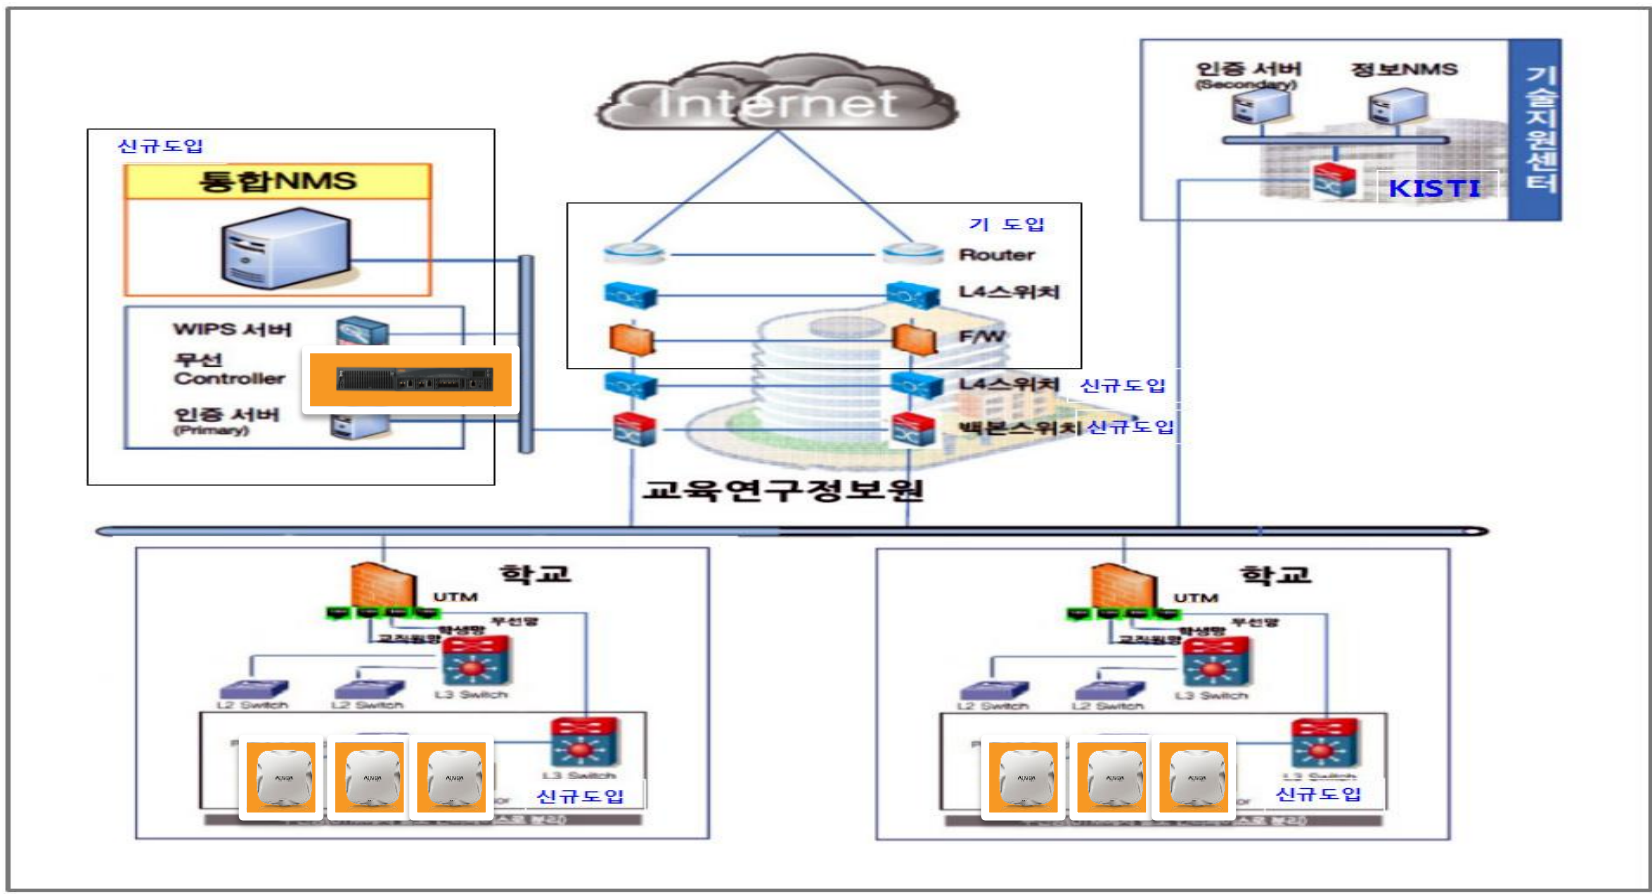 Internet
인증 서버
(Secondary)
정보NMS
기술지원센터
KISTI
신규도입
통합NMS
WIPS 서버
무선
Controller
인증 서버
(Primary)
기 도입
Router
L4스위치
F/W
L4스위치 신규도입
백본스위치 신규도입
교육연구정보원
학교
UTM
무선망
학생망
교직원망
L3 Switch
L2 Switch
L2 Switch
L3 Switch
신규도입
학교
UTM
무선망
학생망
교직원망
L3 Switch
L2 Switch
L2 Switch
L3 Switch
신규도입